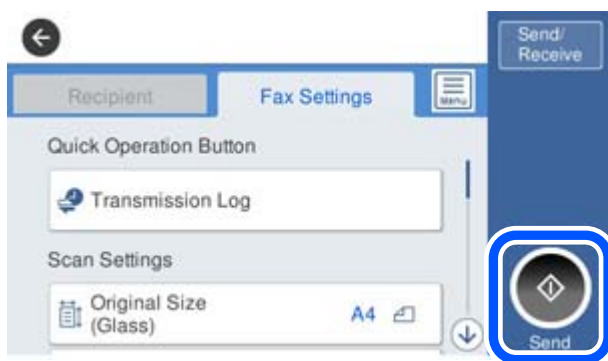 Send/
Receive
Recipient
Fax Settings
Menu
Quick Operation Button
Transmission Log
Scan Settings
Original Size
(Glass)
A4
Send